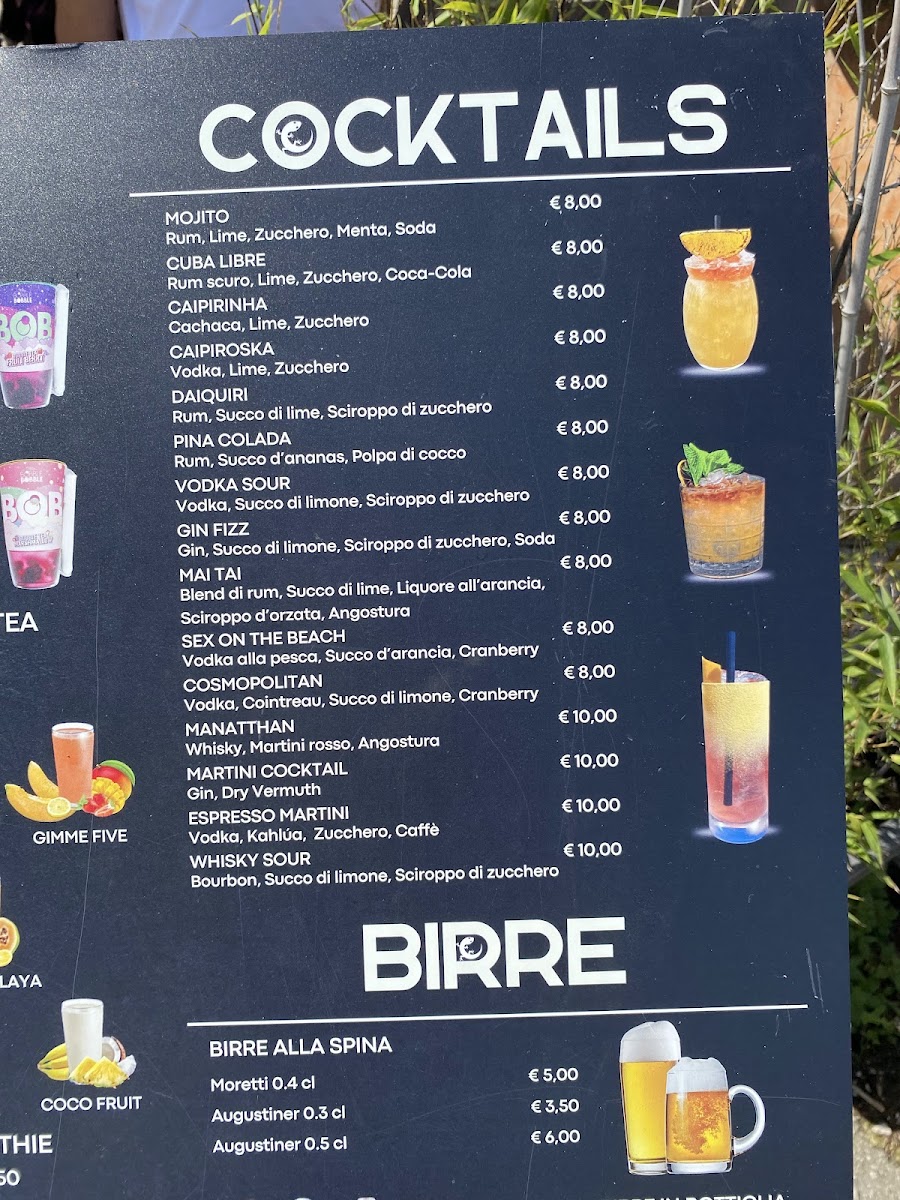 COCKTAILS
MOJITO € 8,00
Rum, Lime, Zucchero, Menta, Soda
CUBA LIBRE € 8,00
Rum scuro, Lime, Zucchero, Coca-Cola
CAIPIRINHA € 8,00
Cachaca, Lime, Zucchero
CAIPIROSKA € 8,00
Vodka, Lime, Zucchero
DAIQUIRI € 8,00
Rum, Succo di lime, Sciroppo di zucchero
PINA COLADA € 8,00
Rum, Succo d'ananas, Polpa di cocco
VODKA SOUR € 8,00
Vodka, Succo di limone, Sciroppo di zucchero
GIN FIZZ € 8,00
Gin, Succo di limone, Sciroppo di zucchero, Soda
MAI TAI € 8,00
Blend di rum, Succo di lime, Liquore all'arancia,
Sciroppo d'orzata, Angostura
SEX ON THE BEACH € 8,00
Vodka alla pesca, Succo d'arancia, Cranberry
COSMOPOLITAN € 8,00
Vodka, Cointreau, Succo di limone, Cranberry
MANATTHAN € 10,00
Whisky, Martini rosso, Angostura
MARTINI COCKTAIL € 10,00
Gin, Dry Vermuth
ESPRESSO MARTINI € 10,00
Vodka, Kahlúa, Zucchero, Caffè
WHISKY SOUR € 10,00
Bourbon, Succo di limone, Sciroppo di zucchero
BIRRE
BIRRE ALLA SPINA
Moretti 0.4 cl € 5,00
Augustiner 0.3 cl € 3,50
Augustiner 0.5 cl € 6,00
BOBBLE
BOB
BOBBLE
BOB
TEA
GIMME FIVE
LAYA
COCO FRUIT
THIE
50